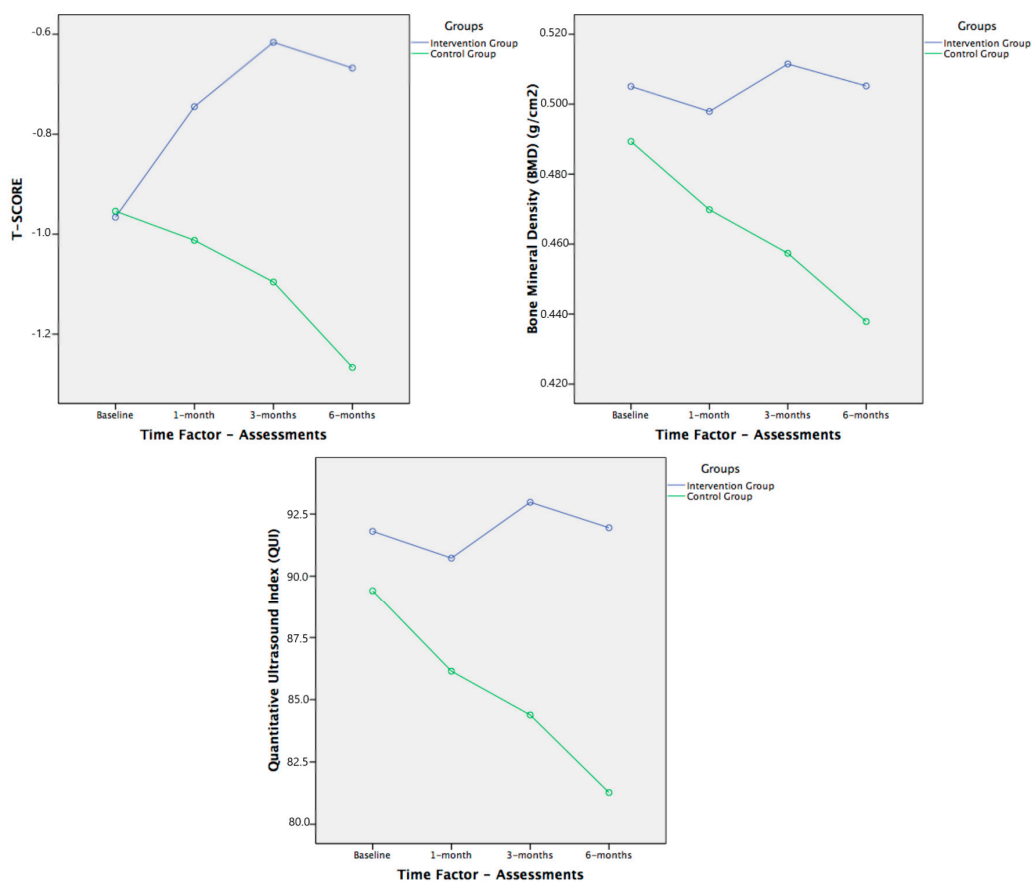 Groups
Intervention Group
Control Group
T-SCORE
-0.6
-0.8
-1.0
-1.2
Baseline
1-month
3-months
6-months
Time Factor - Assessments
Groups
Intervention Group
Control Group
Bone Mineral Density (BMD) (g/cm2)
0.520
0.500
0.480
0.460
0.440
0.420
Baseline
1-month
3-months
6-months
Time Factor - Assessments
Groups
Intervention Group
Control Group
Quantitative Ultrasound Index (QUI)
92.5
90.0
87.5
85.0
82.5
80.0
Baseline
1-month
3-months
6-months
Time Factor - Assessments